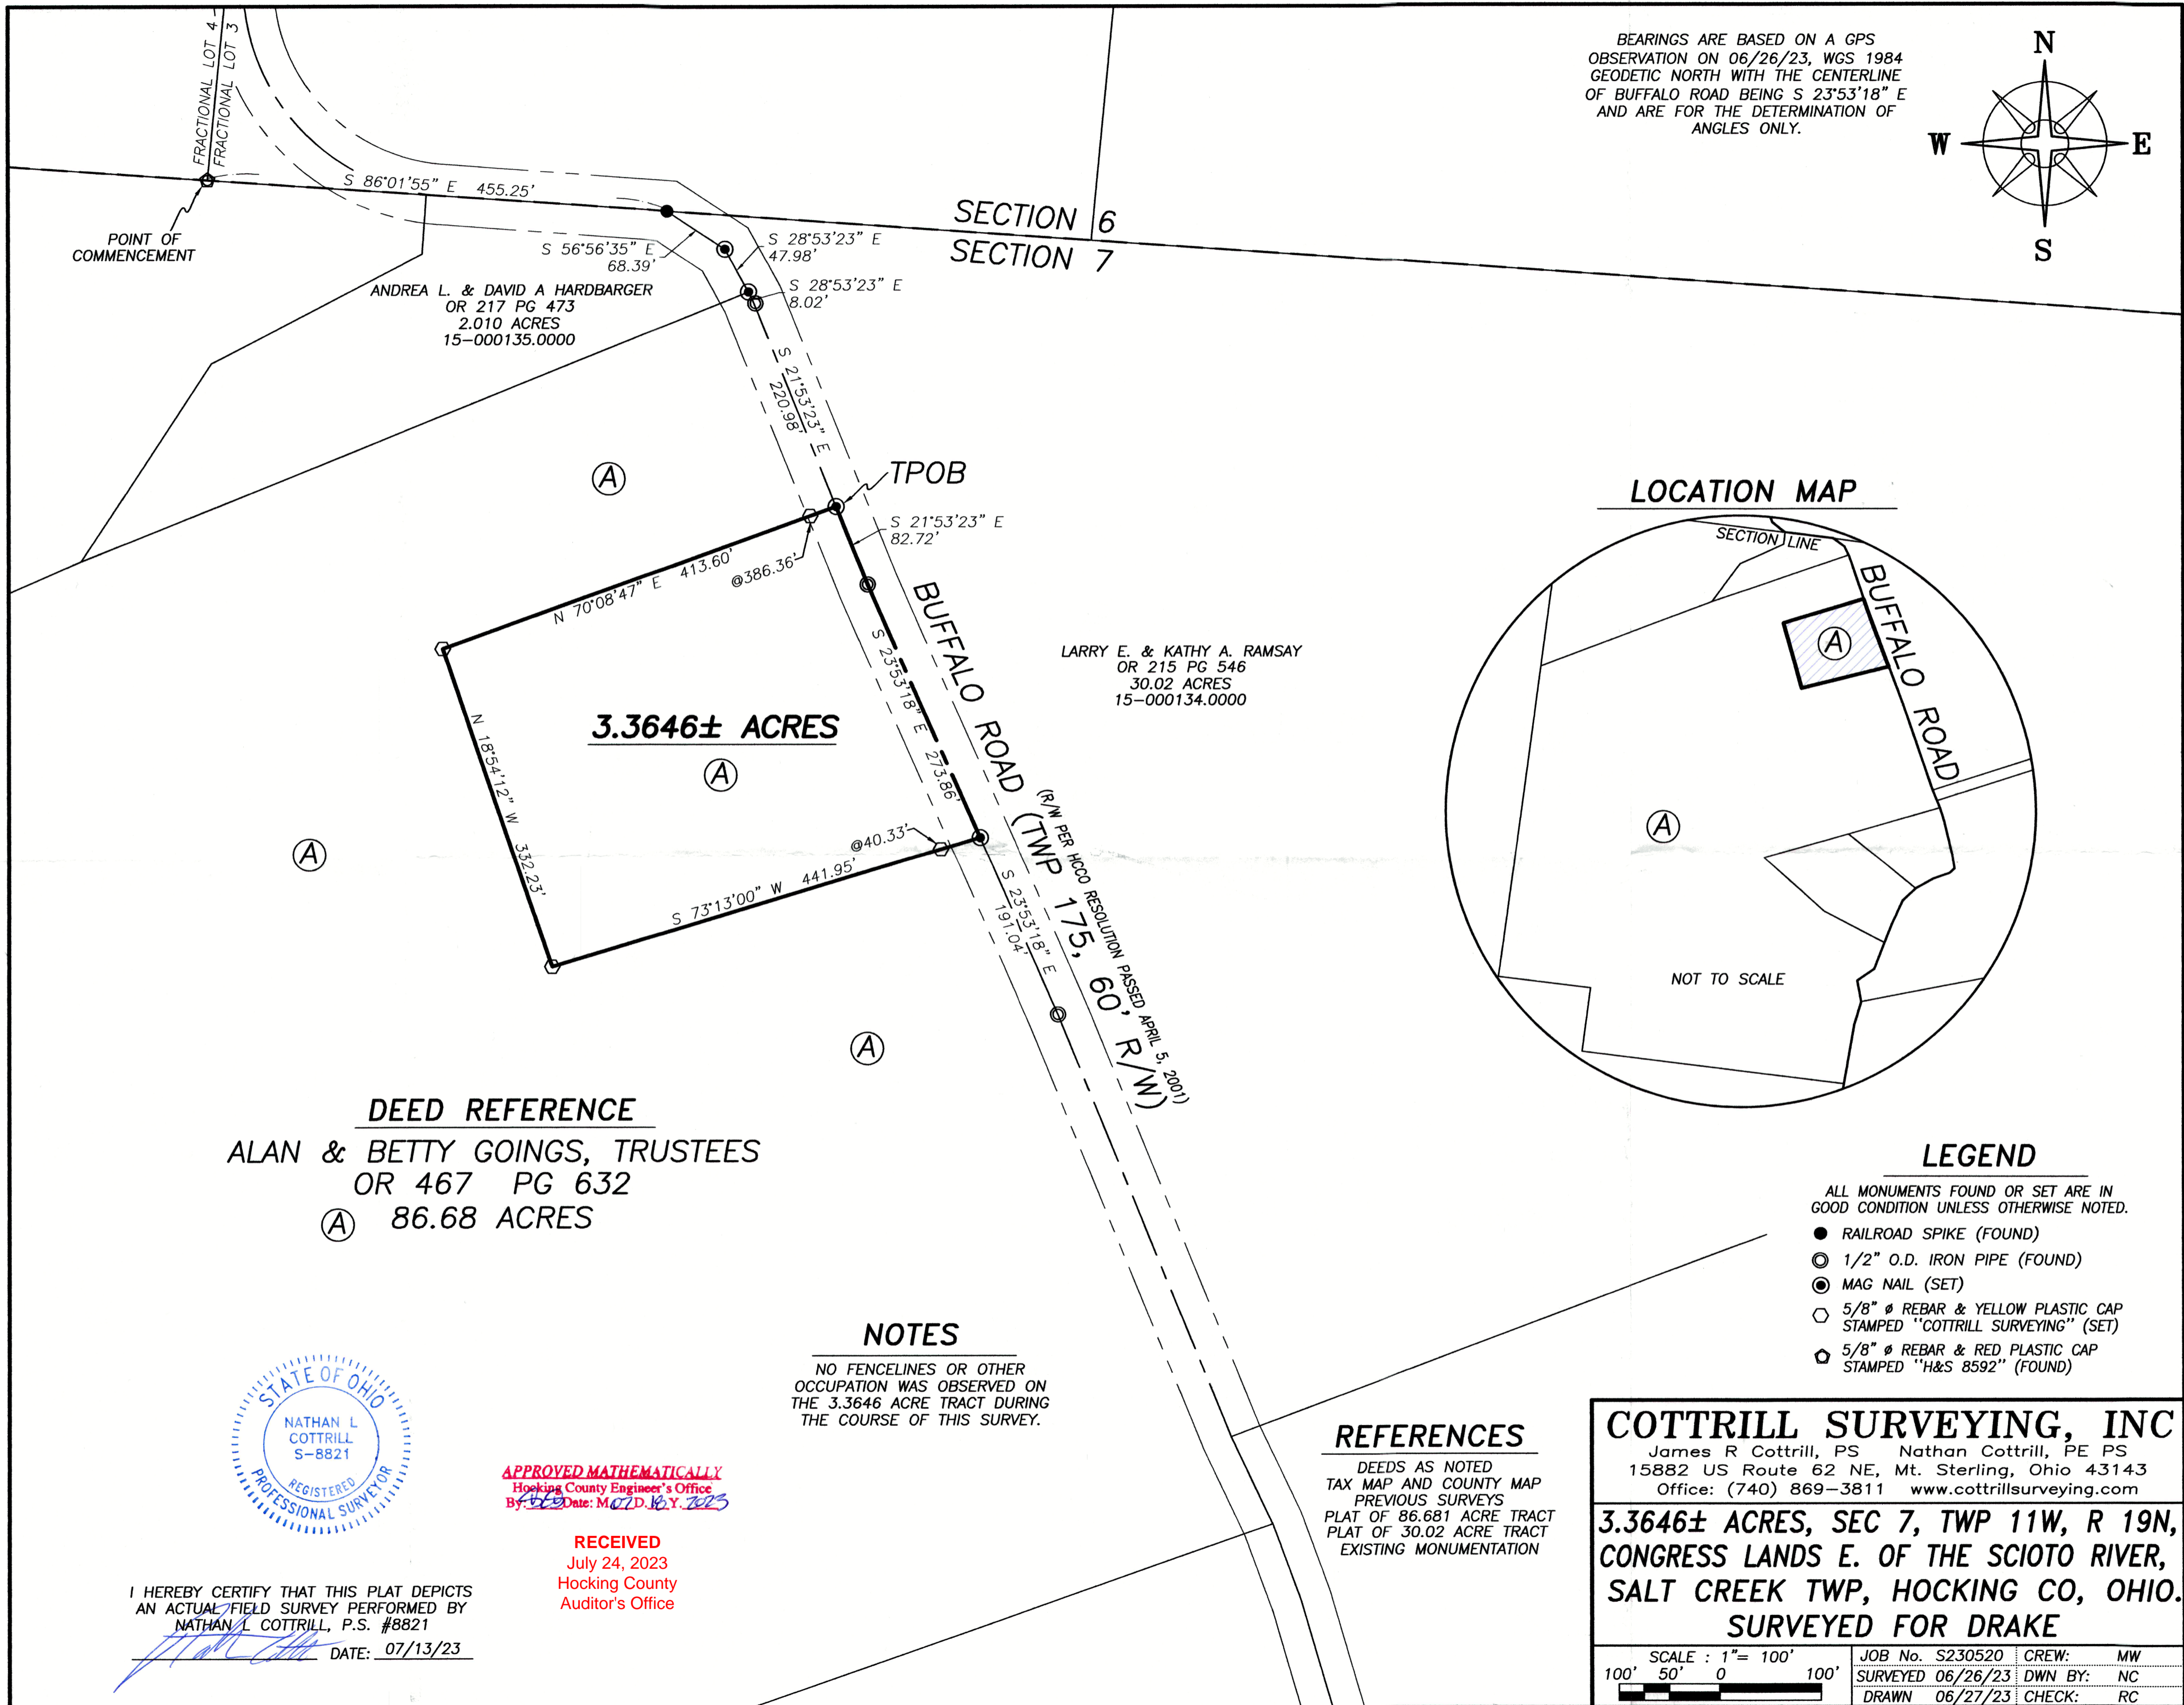 FRACTIONAL LOT 4
FRACTIONAL LOT 3
BEARINGS ARE BASED ON A GPS
OBSERVATION ON 06/26/23, WGS 1984
GEODETIC NORTH WITH THE CENTERLINE
OF BUFFALO ROAD BEING S 23°53'18" E
AND ARE FOR THE DETERMINATION OF
ANGLES ONLY.
N
W
E
S
POINT OF
COMMENCEMENT
S 86°01'55" E 455.25'
SECTION 6
SECTION 7
S 56°56'35" E
68.39'
S 28°53'23" E
47.98'
S 28°53'23" E
8.02'
ANDREA L. & DAVID A HARDBARGER
OR 217 PG 473
2.010 ACRES
15-000135.0000
S 21°53'23" E
220.98'
A
TPOB
S 21°53'23" E
82.72'
N 70°08'47" E 413.60'
@386.36'
BUFFALO ROAD (TWP 175, 60' R/W)
(R/W PER HCCO RESOLUTION PASSED APRIL 5, 2001)
S 23°53'18" E 273.86'
LARRY E. & KATHY A. RAMSAY
OR 215 PG 546
30.02 ACRES
15-000134.0000
3.3646± ACRES
A
N 18°54'12" W 332.23'
A
@40.33'
S 73°13'00" W 441.95'
S 23°53'18" E
191.04'
A
LOCATION MAP
SECTION LINE
BUFFALO ROAD
A
A
NOT TO SCALE
DEED REFERENCE
ALAN & BETTY GOINGS, TRUSTEES
OR 467 PG 632
A 86.68 ACRES
LEGEND
ALL MONUMENTS FOUND OR SET ARE IN
GOOD CONDITION UNLESS OTHERWISE NOTED.
RAILROAD SPIKE (FOUND)
1/2" O.D. IRON PIPE (FOUND)
MAG NAIL (SET)
5/8" ø REBAR & YELLOW PLASTIC CAP
STAMPED "COTTRILL SURVEYING" (SET)
5/8" ø REBAR & RED PLASTIC CAP
STAMPED "H&S 8592" (FOUND)
NOTES
NO FENCELINES OR OTHER
OCCUPATION WAS OBSERVED ON
THE 3.3646 ACRE TRACT DURING
THE COURSE OF THIS SURVEY.
STATE OF OHIO
NATHAN L
COTTRILL
S-8821
REGISTERED
PROFESSIONAL SURVEYOR
APPROVED MATHEMATICALLY
Hocking County Engineer's Office
By: Date: M 07 D. 18 Y. 2023
RECEIVED
July 24, 2023
Hocking County
Auditor's Office
I HEREBY CERTIFY THAT THIS PLAT DEPICTS
AN ACTUAL FIELD SURVEY PERFORMED BY
NATHAN L COTTRILL, P.S. #8821
DATE: 07/13/23
REFERENCES
DEEDS AS NOTED
TAX MAP AND COUNTY MAP
PREVIOUS SURVEYS
PLAT OF 86.681 ACRE TRACT
PLAT OF 30.02 ACRE TRACT
EXISTING MONUMENTATION
COTTRILL SURVEYING, INC
James R Cottrill, PS Nathan Cottrill, PE PS
15882 US Route 62 NE, Mt. Sterling, Ohio 43143
Office: (740) 869-3811 www.cottrillsurveying.com
3.3646± ACRES, SEC 7, TWP 11W, R 19N,
CONGRESS LANDS E. OF THE SCIOTO RIVER,
SALT CREEK TWP, HOCKING CO, OHIO.
SURVEYED FOR DRAKE
SCALE : 1"= 100'
100' 50' 0 100'
JOB No. S230520 CREW: MW
SURVEYED 06/26/23 DWN BY: NC
DRAWN 06/27/23 CHECK: RC